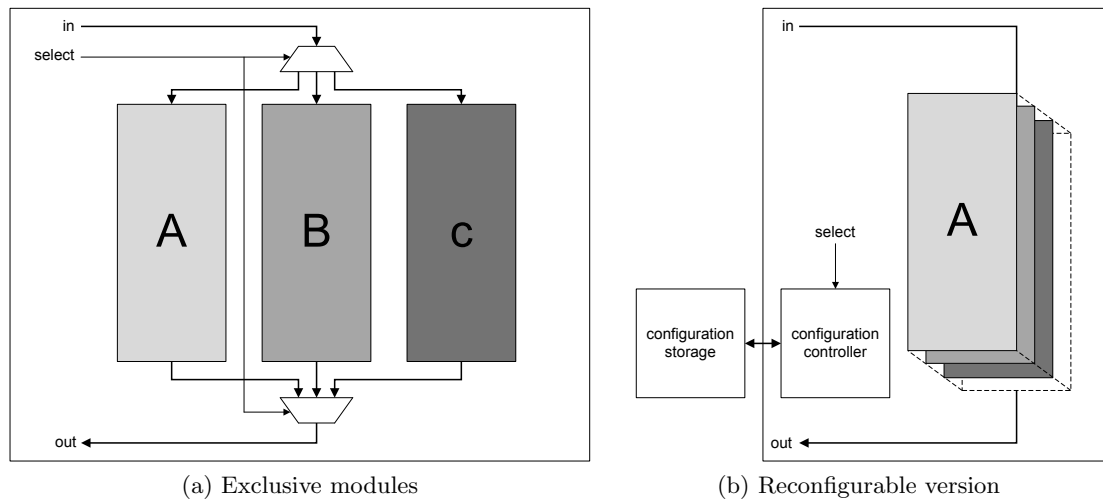 in
select
A
B
c
out
(a) Exclusive modules
in
A
select
configuration
storage
configuration
controller
out
(b) Reconfigurable version